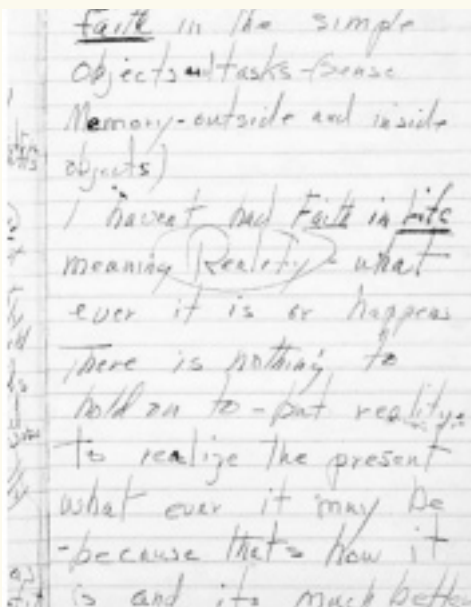 faith in the simple
objects and tasks - (sense
Memory - outside and inside
objects)
I haven't had Faith in Life
meaning Reality - what
ever it is or happens
There is nothing to
hold on to - but reality
to realize the present
what ever it may be
- because thats how it
is and its much better